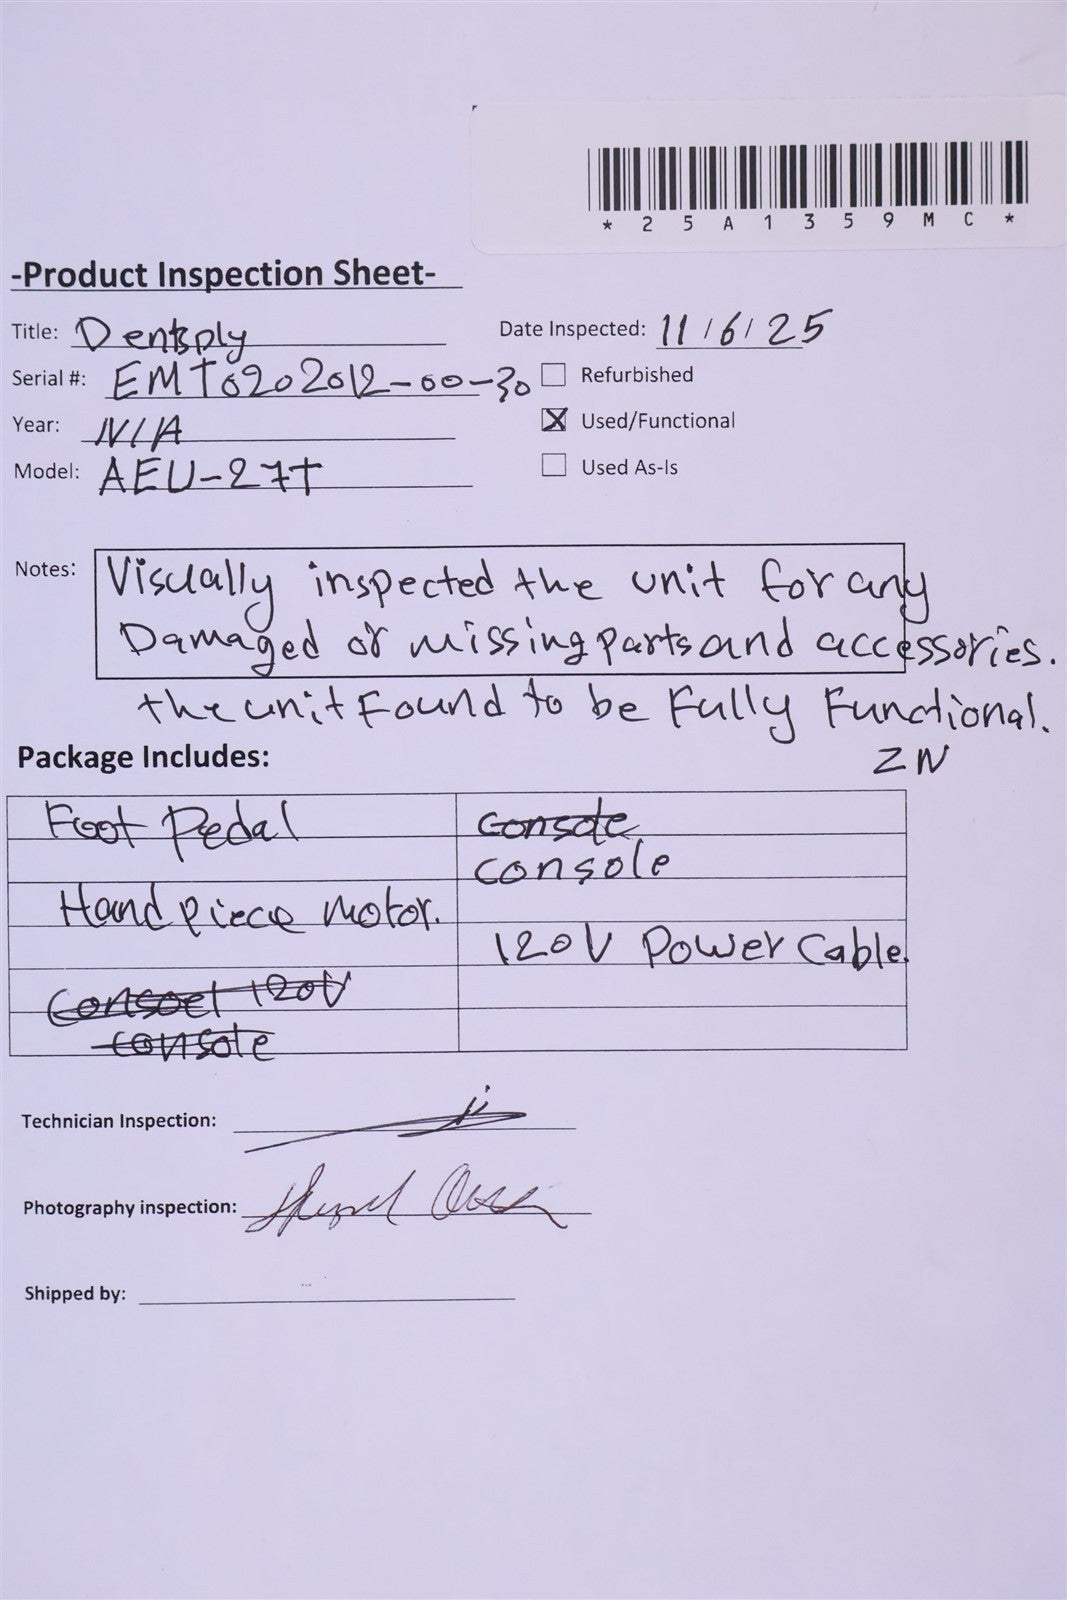 * 2 5 A 1 3 5 9 M C *
-Product Inspection Sheet-
Title: Dentsply
Date Inspected: 11/6/25
Serial #: EMT0202012-00-30
Refurbished
Year: N/A
Used/Functional
Model: AEU-27T
Used As-Is
Notes: Visually inspected the unit for any
Damaged or missing parts and accessories.
the unit Found to be Fully Functional.
ZN
Package Includes:
Foot Pedal
Console
console
Hand piece motor.
120V Power Cable.
Consoel 120V
console
Technician Inspection:
Photography inspection:
Shipped by: